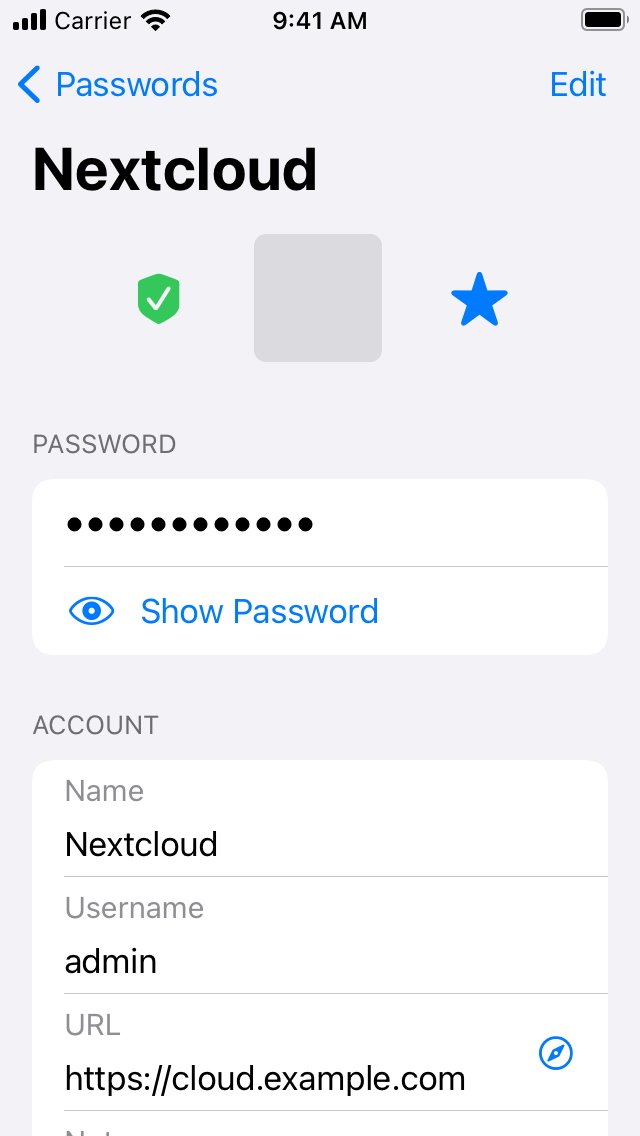 Carrier 9:41 AM
Passwords Edit
Nextcloud
PASSWORD
••••••••••••
Show Password
ACCOUNT
Name
Nextcloud
Username
admin
URL
https://cloud.example.com